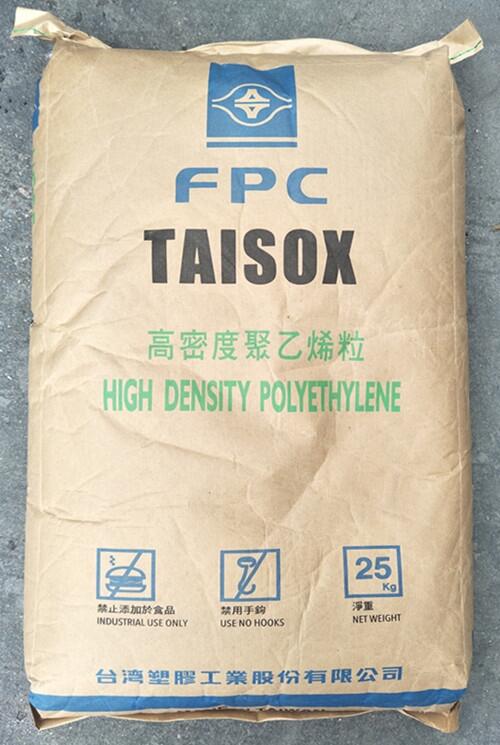 FPC
TAISOX
高密度聚乙烯粒
HIGH DENSITY POLYETHYLENE
禁止添加於食品
INDUSTRIAL USE ONLY
禁用手鉤
USE NO HOOKS
25
Kg
淨重
NET WEIGHT
台湾塑膠工業股份有限公司